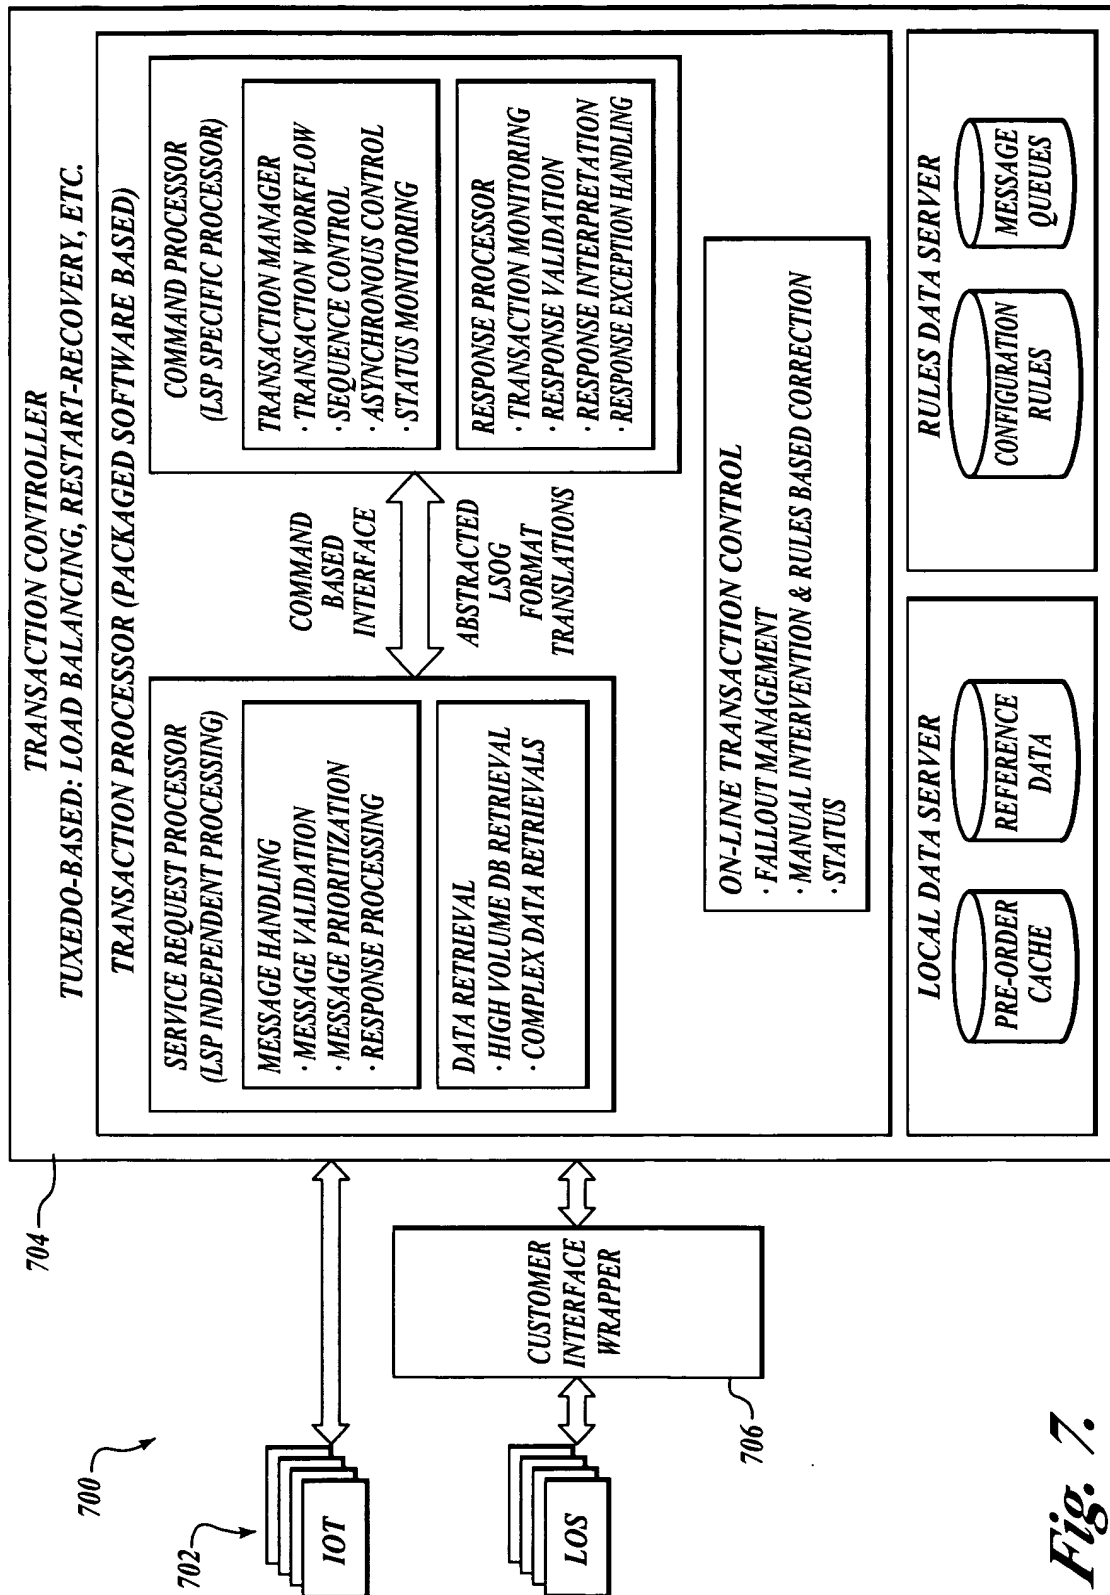 700
702
IOT
LOS
706
CUSTOMER
INTERFACE
WRAPPER
704
TRANSACTION CONTROLLER
TUXEDO-BASED: LOAD BALANCING, RESTART-RECOVERY, ETC.
TRANSACTION PROCESSOR (PACKAGED SOFTWARE BASED)
SERVICE REQUEST PROCESSOR
(LSP INDEPENDENT PROCESSING)
MESSAGE HANDLING
· MESSAGE VALIDATION
· MESSAGE PRIORITIZATION
· RESPONSE PROCESSING
DATA RETRIEVAL
· HIGH VOLUME DB RETRIEVAL
· COMPLEX DATA RETRIEVALS
COMMAND
BASED
INTERFACE
ABSTRACTED
LSOG
FORMAT
TRANSLATIONS
COMMAND PROCESSOR
(LSP SPECIFIC PROCESSOR)
TRANSACTION MANAGER
· TRANSACTION WORKFLOW
· SEQUENCE CONTROL
· ASYNCHRONOUS CONTROL
· STATUS MONITORING
RESPONSE PROCESSOR
· TRANSACTION MONITORING
· RESPONSE VALIDATION
· RESPONSE INTERPRETATION
· RESPONSE EXCEPTION HANDLING
ON-LINE TRANSACTION CONTROL
· FALLOUT MANAGEMENT
· MANUAL INTERVENTION & RULES BASED CORRECTION
· STATUS
LOCAL DATA SERVER
PRE-ORDER
CACHE
REFERENCE
DATA
RULES DATA SERVER
CONFIGURATION
RULES
MESSAGE
QUEUES
Fig. 7.